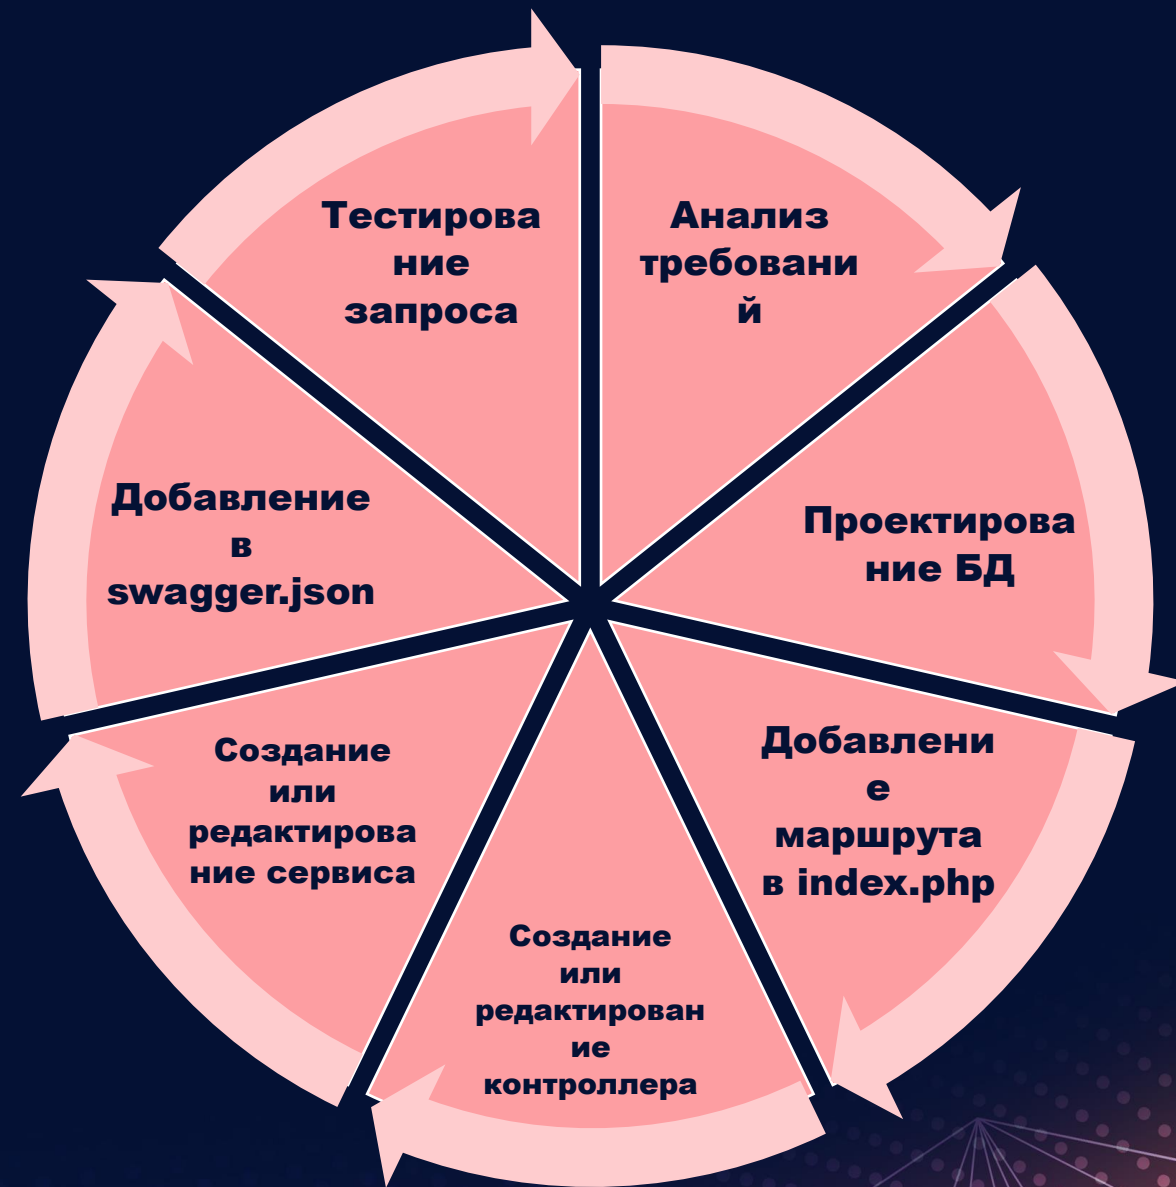 Анализ
требовани
й
Проектирова
ние БД
Добавлени
е
маршрута
в index.php
Создание
или
редактирован
ие
контроллера
Создание
или
редактирова
ние сервиса
Добавление
в
swagger.json
Тестирова
ние
запроса